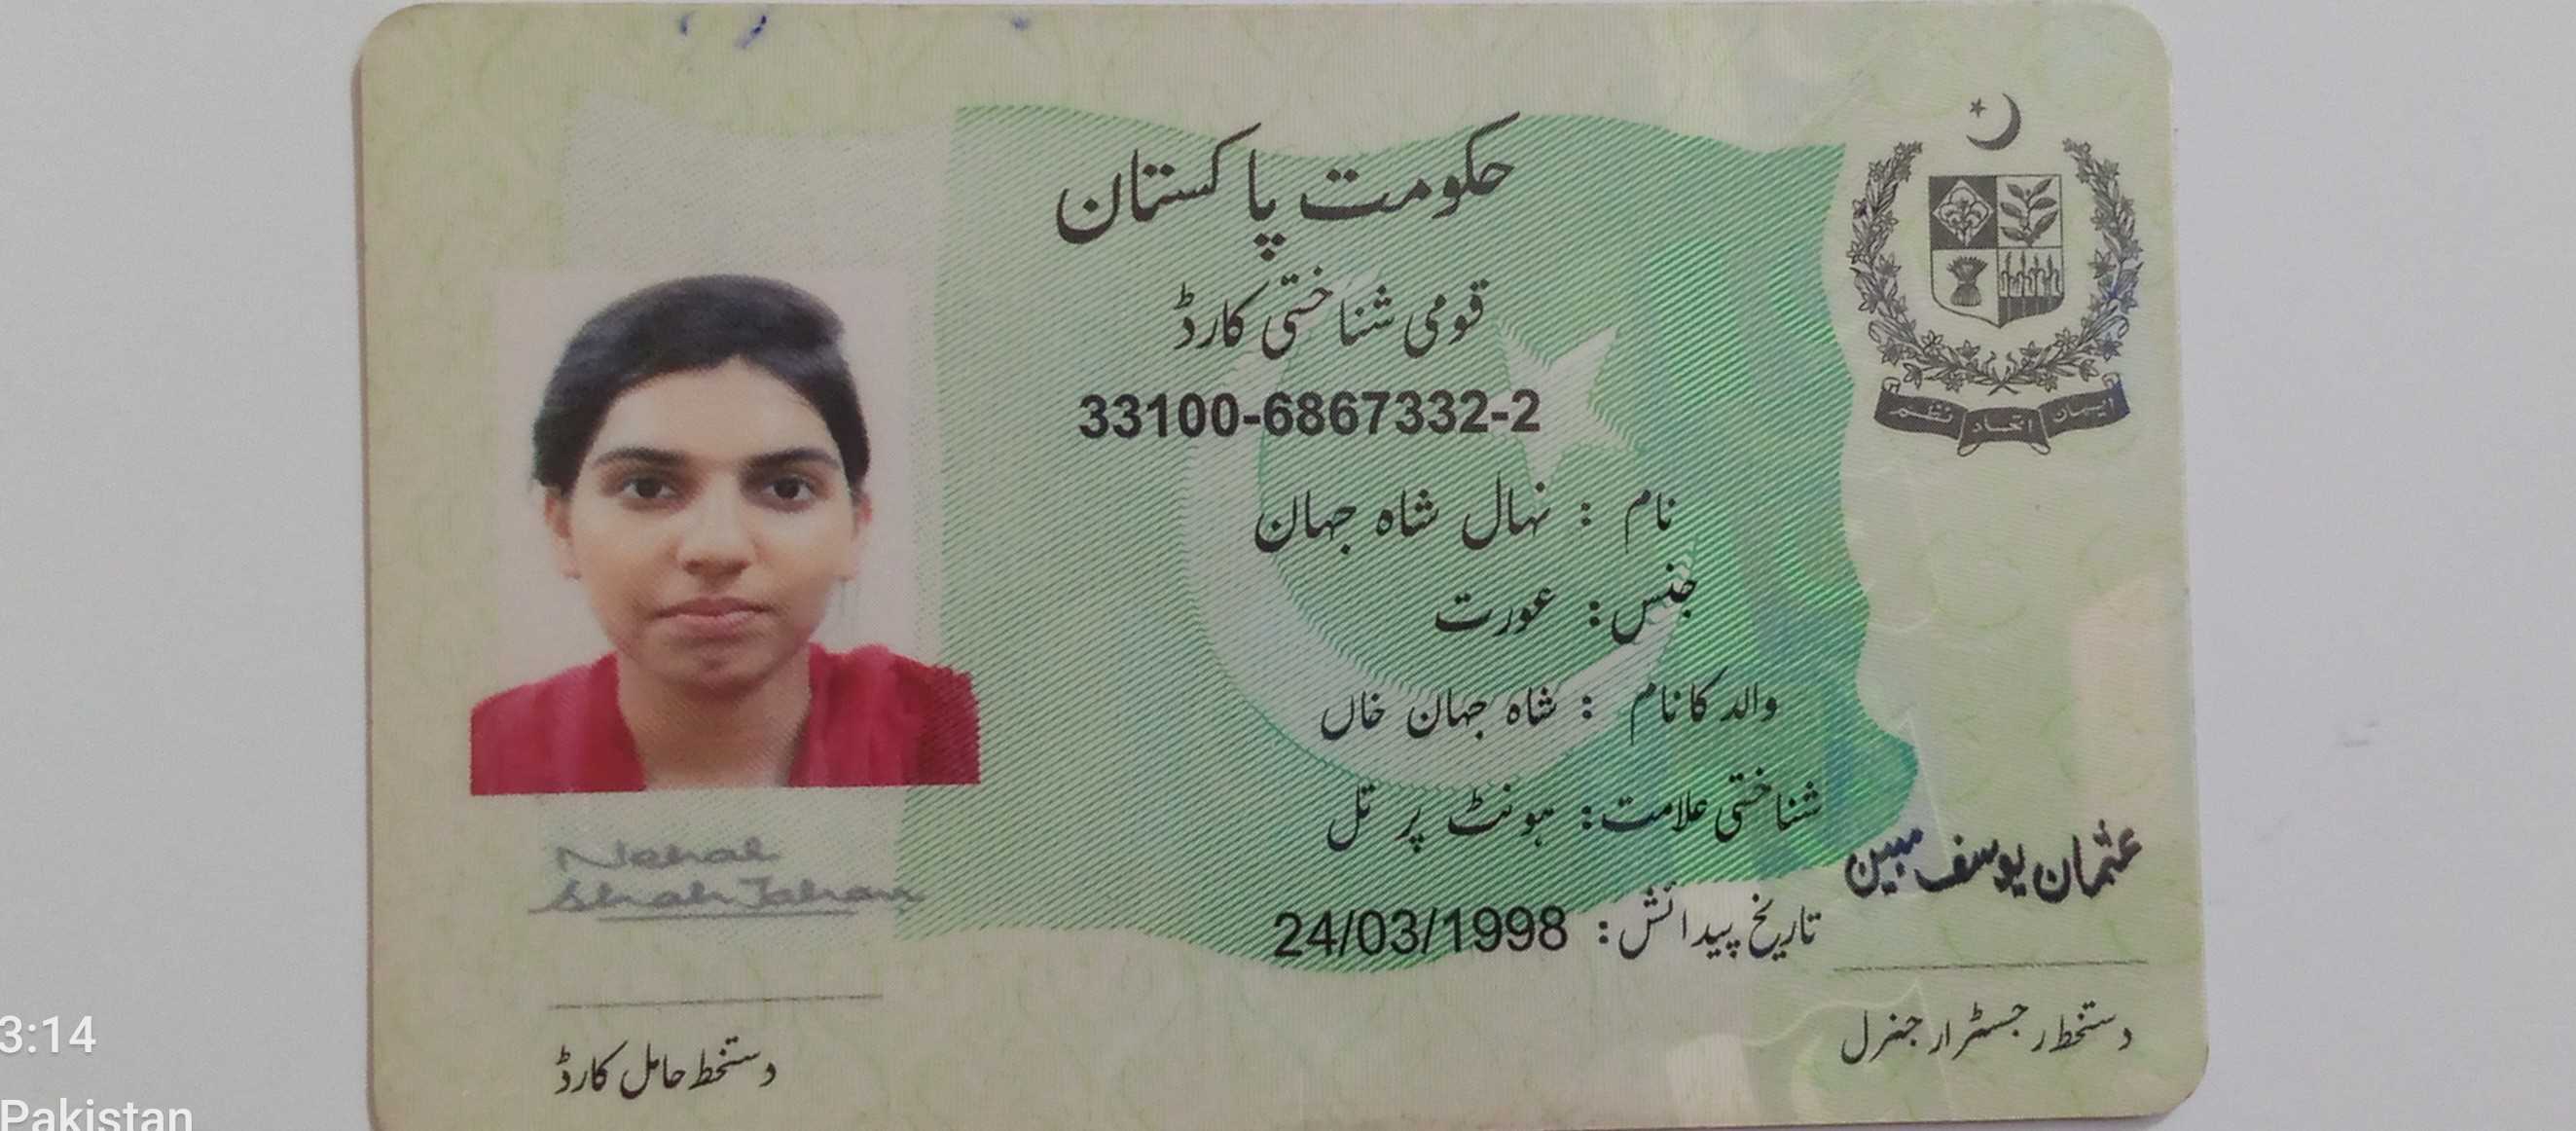 حکومت پاکستان
قومی شناختی کارڈ
33100-6867332-2
نام : نہال شاہ جہان
جنس : عورت
والد کا نام : شاہ جہان خاں
شناختی علامت : ہونٹ پر تل
تاریخ پیدائش : 24/03/1998
ایمان اتحاد نظم
Nehal
Shah Jahan
دستخط حامل کارڈ
عثمان یوسف مبین
دستخط رجسٹرار جنرل
3:14
Pakistan